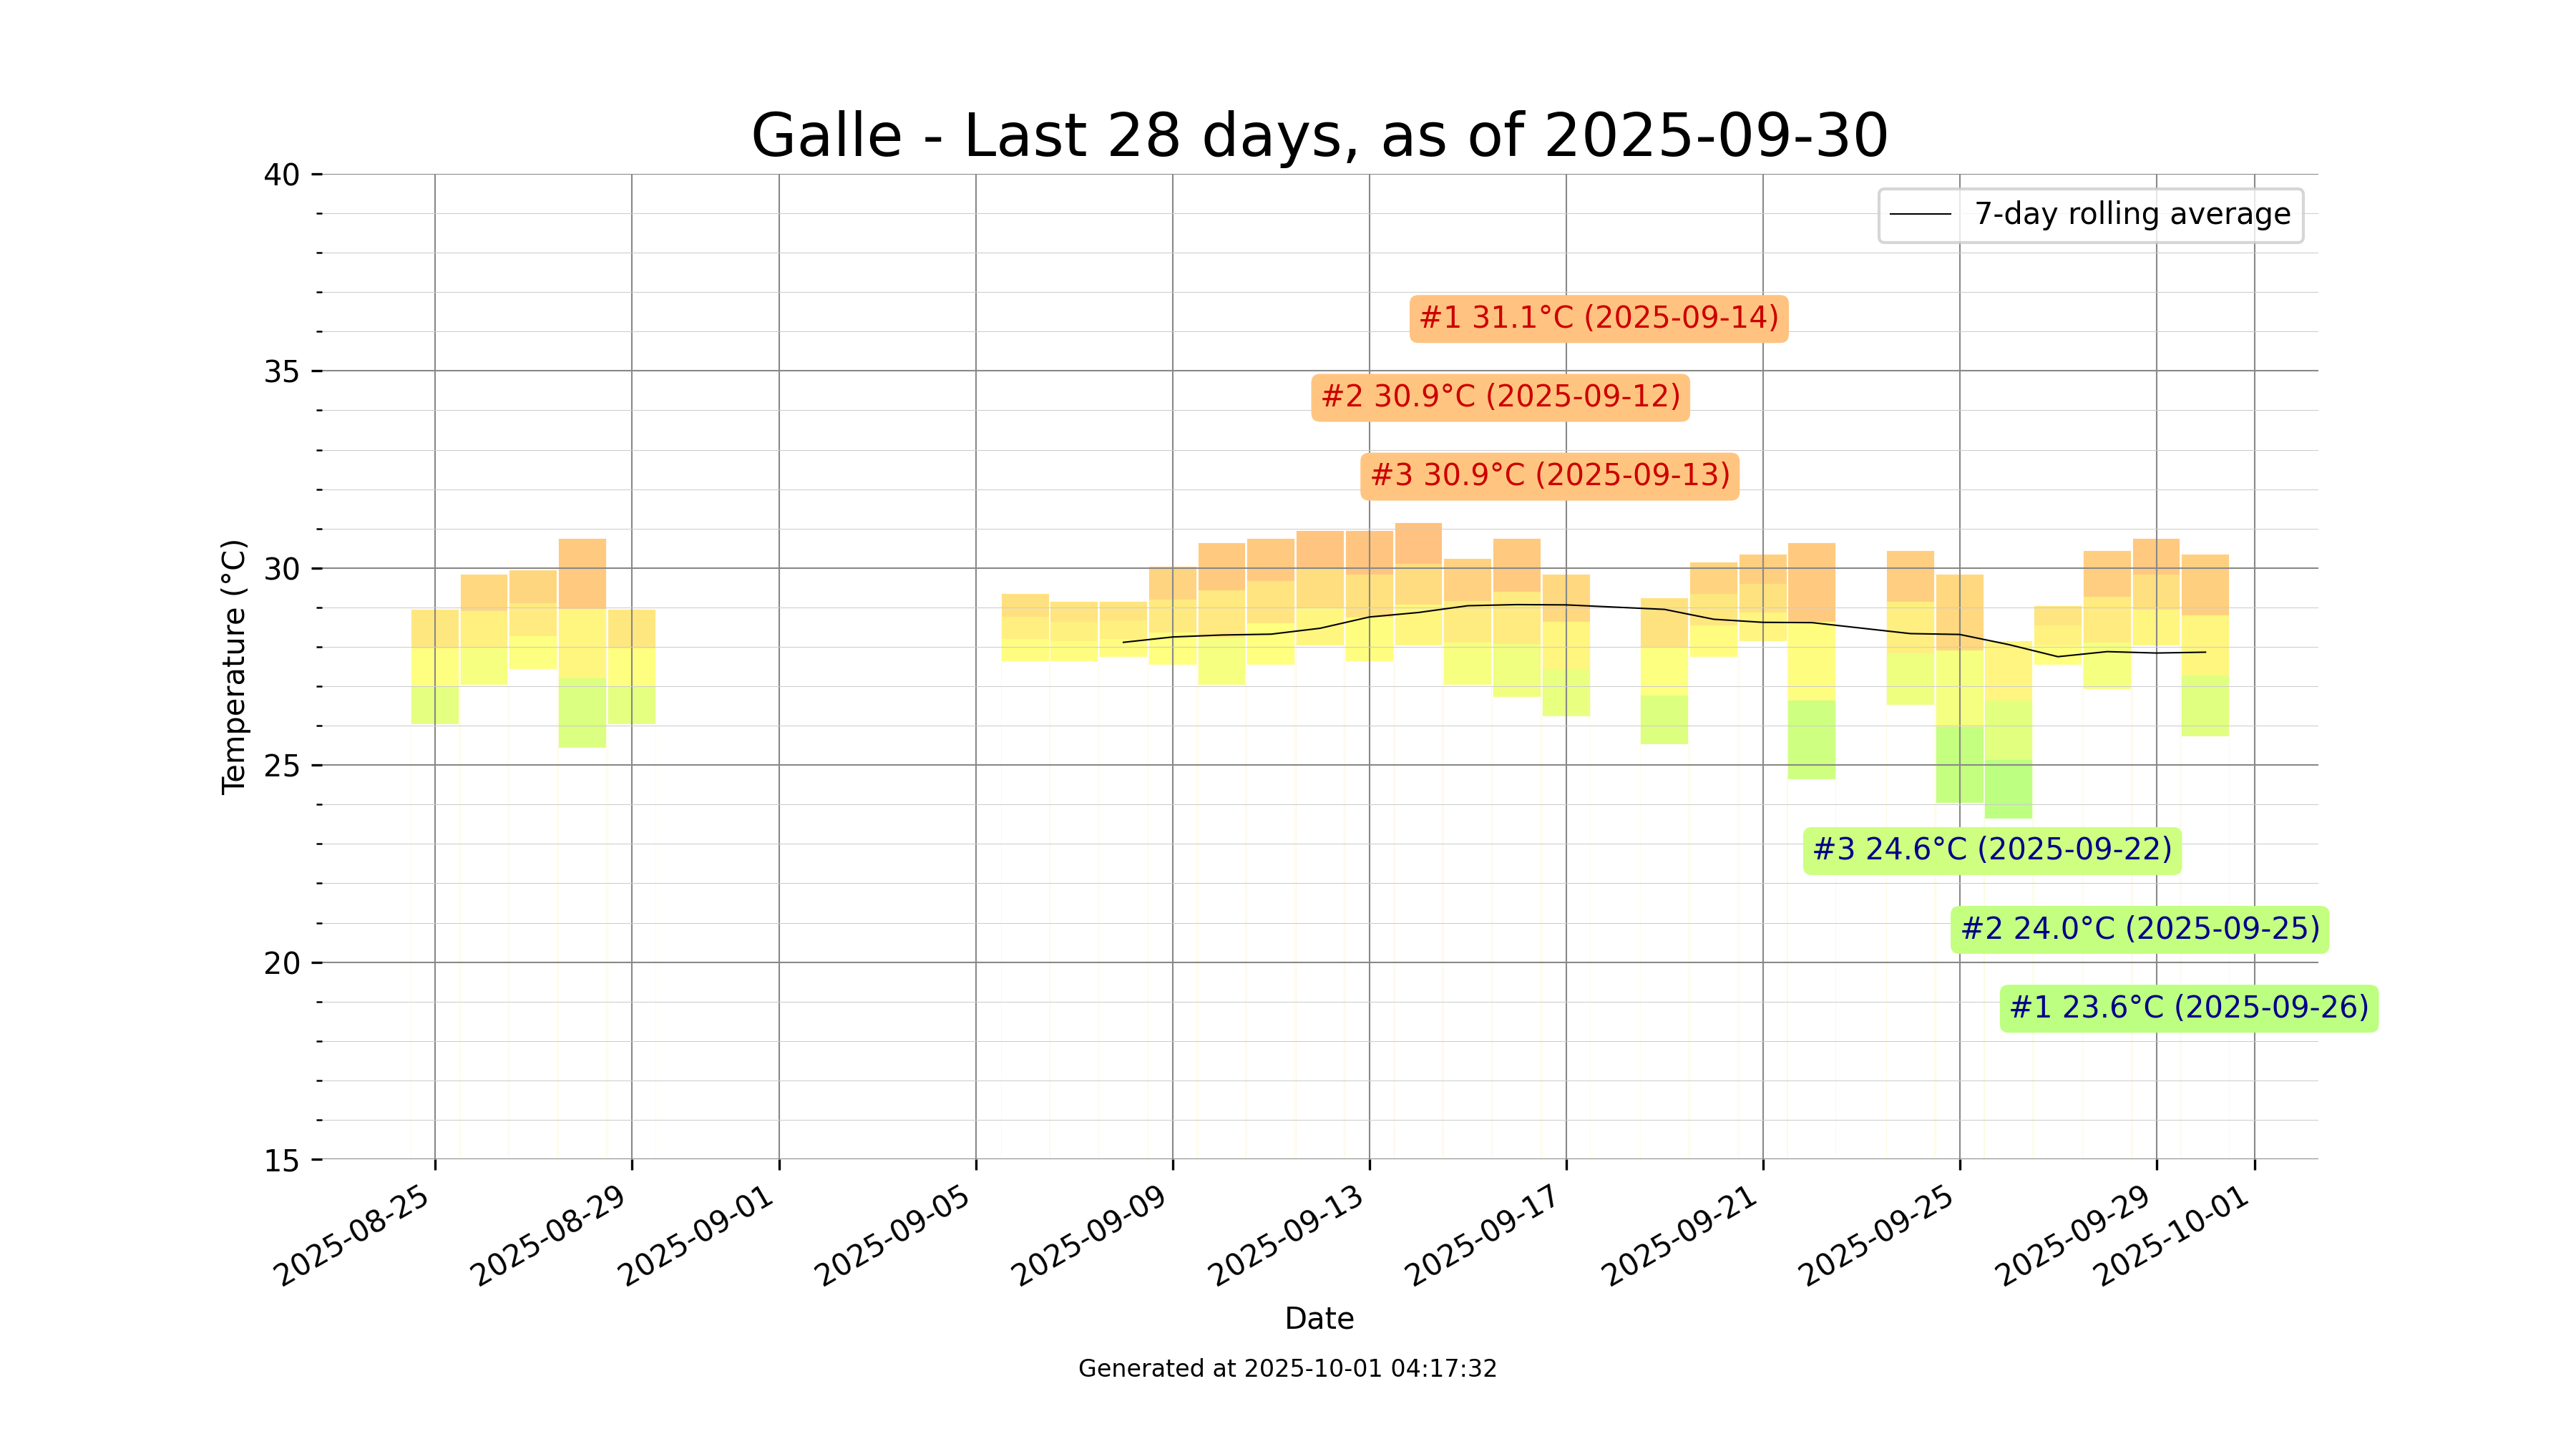 Galle - Last 28 days, as of 2025-09-30
7-day rolling average
#1 31.1°C (2025-09-14)
#2 30.9°C (2025-09-12)
#3 30.9°C (2025-09-13)
#3 24.6°C (2025-09-22)
#2 24.0°C (2025-09-25)
#1 23.6°C (2025-09-26)
Temperature (°C)
40
35
30
25
20
15
2025-08-25
2025-08-29
2025-09-01
2025-09-05
2025-09-09
2025-09-13
2025-09-17
2025-09-21
2025-09-25
2025-09-29
2025-10-01
Date
Generated at 2025-10-01 04:17:32